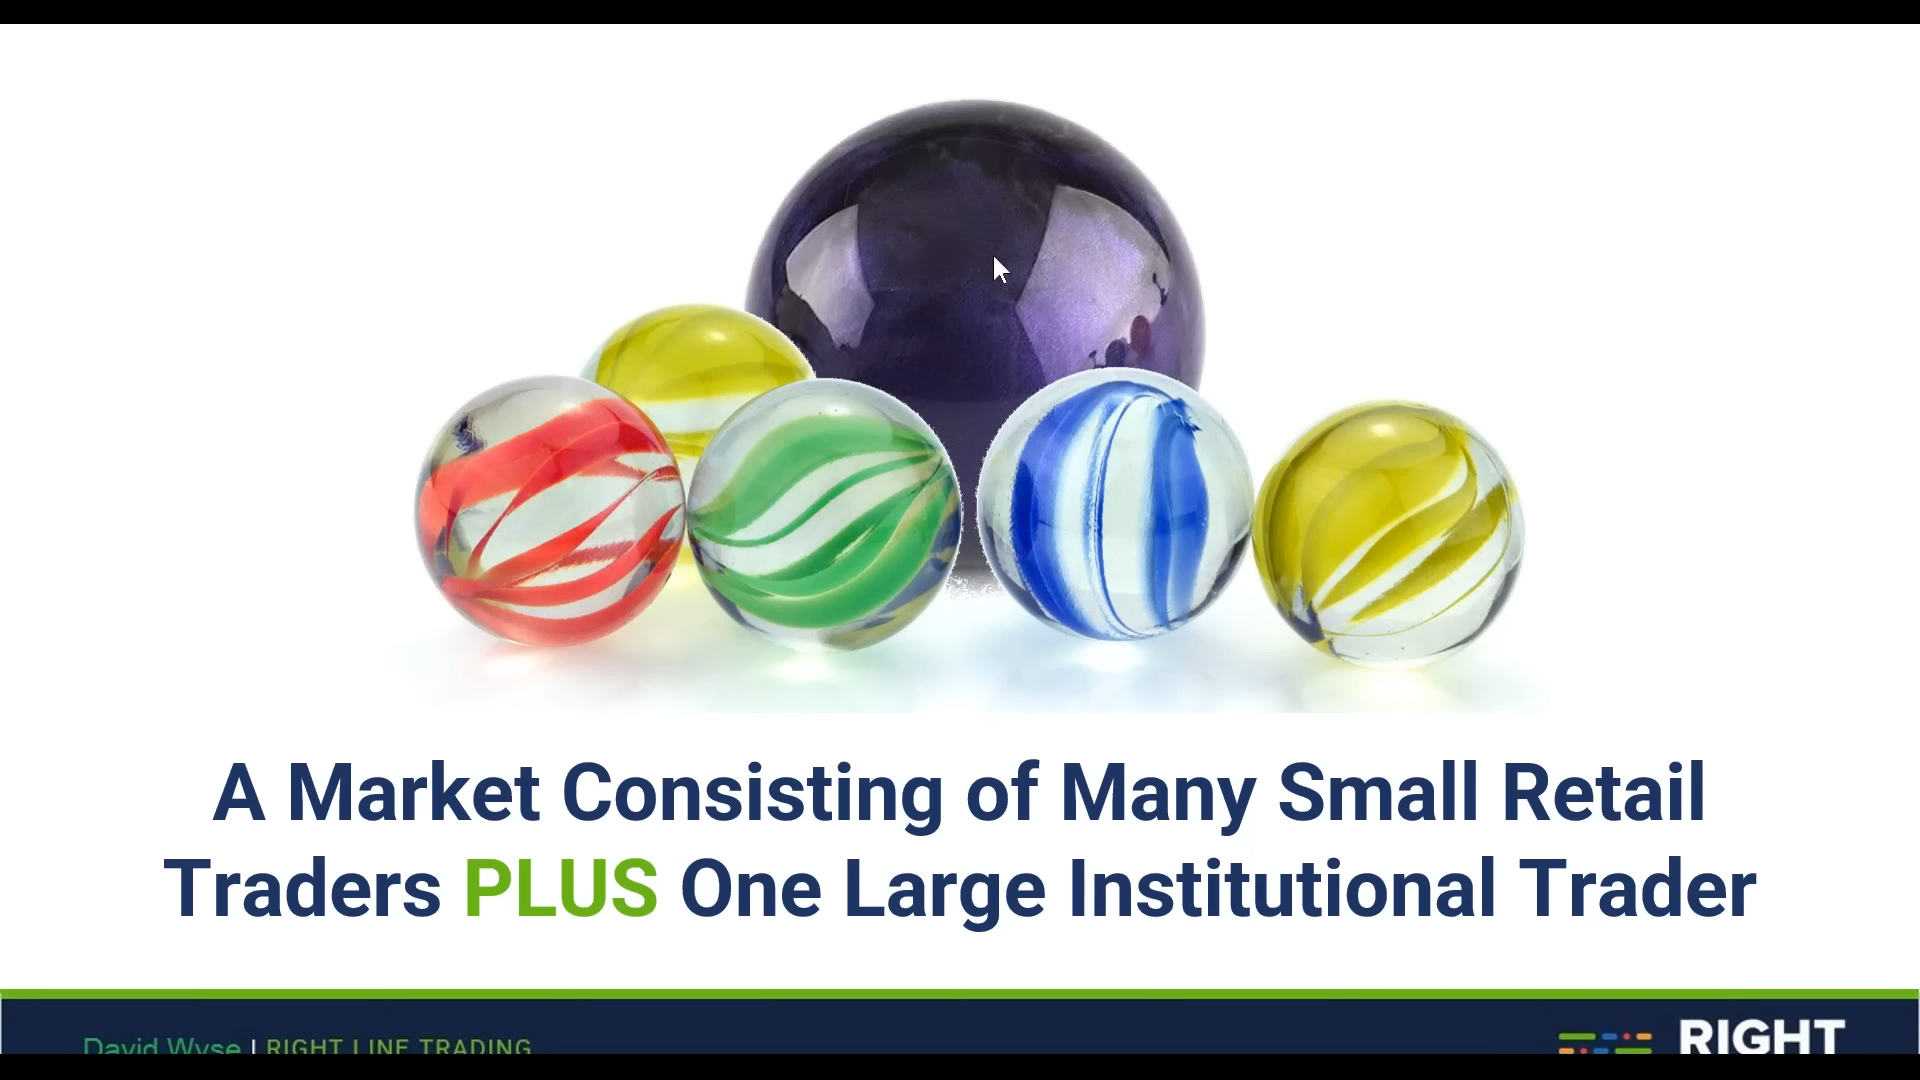 A Market Consisting of Many Small Retail
Traders PLUS One Large Institutional Trader
David Wyse | RIGHT LINE TRADING
RIGHT